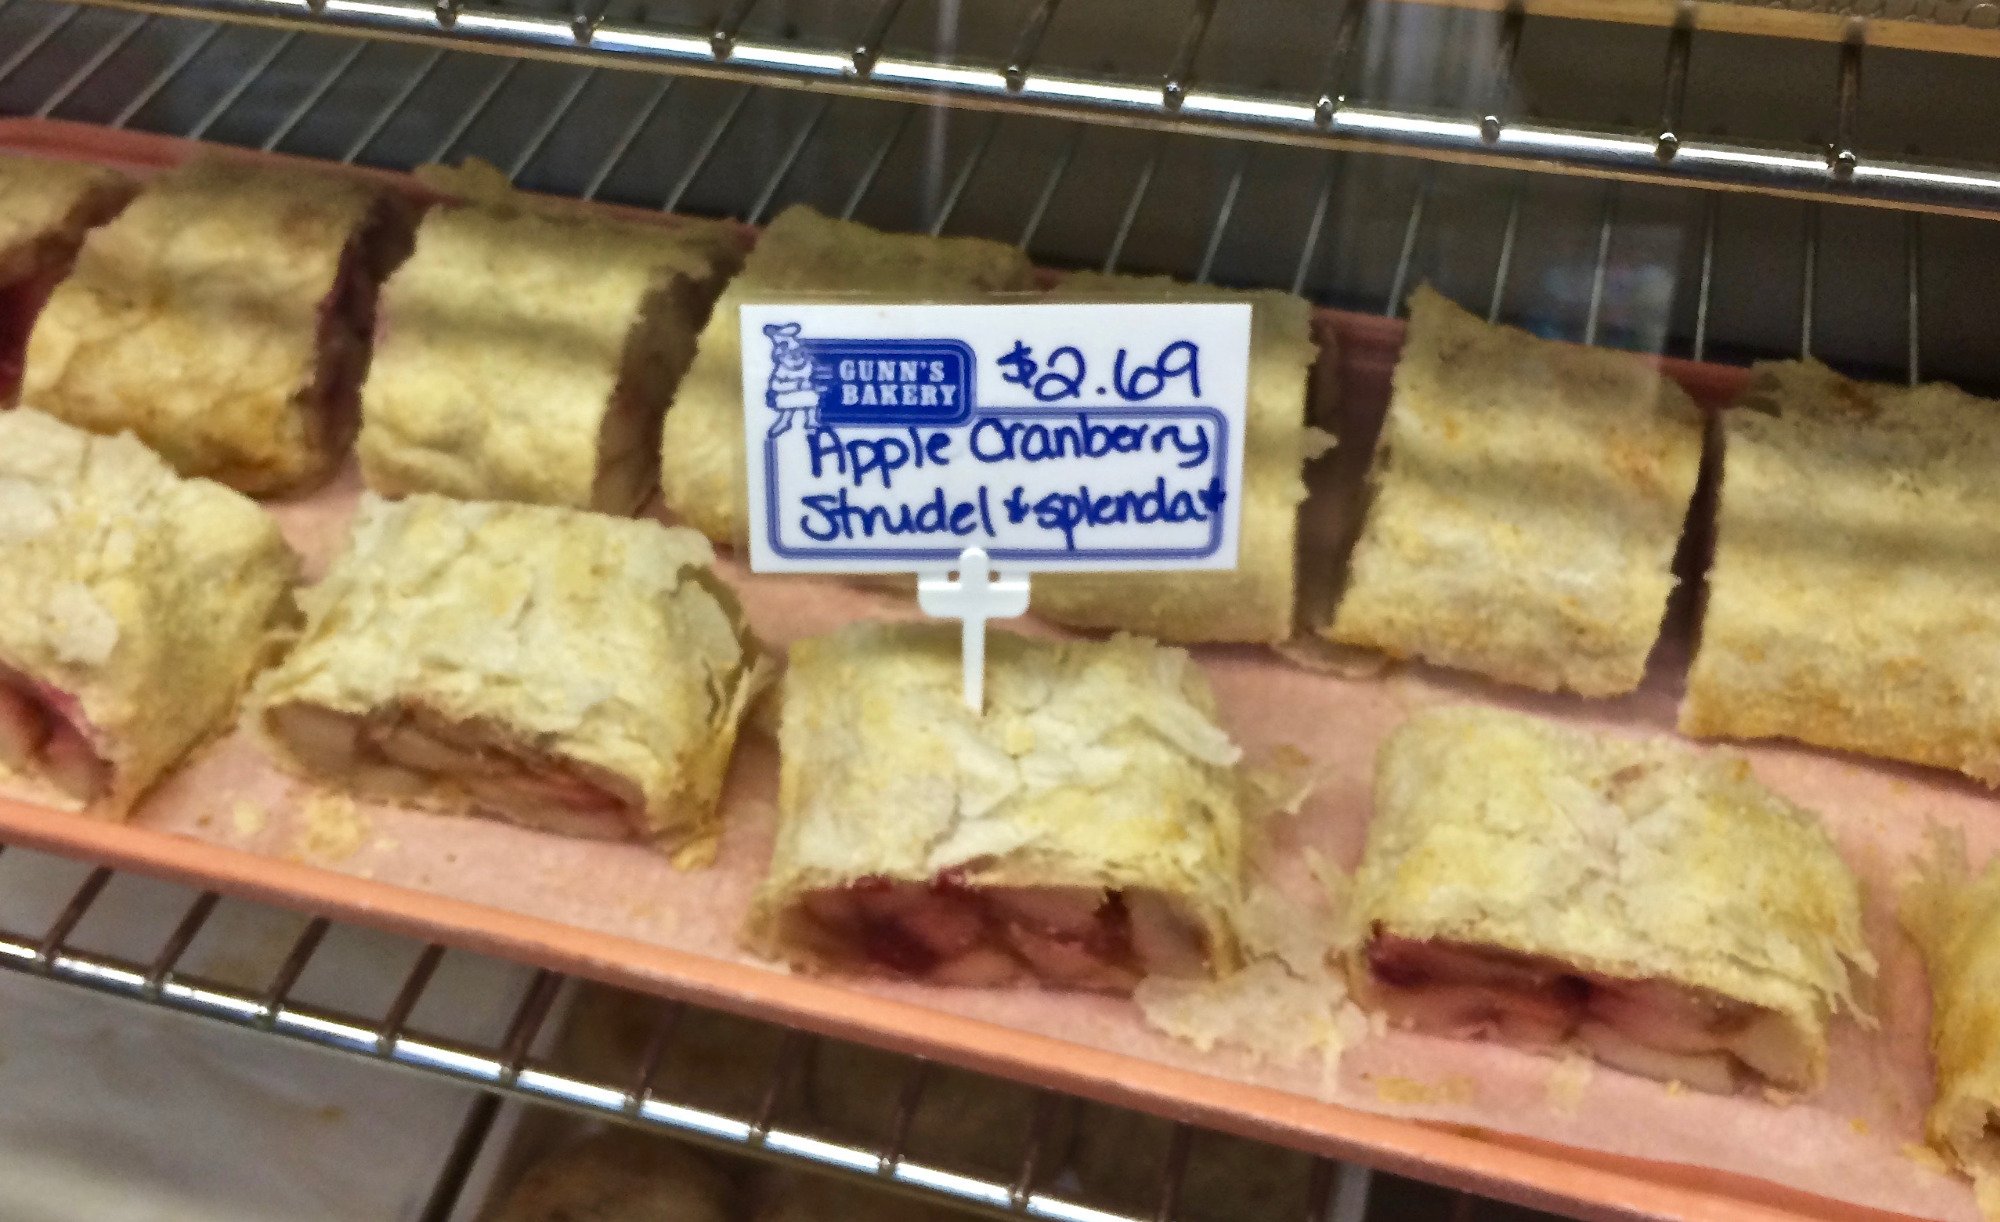 GUNN'S
BAKERY
$2.69
Apple Cranberry
Strudel *splenda*